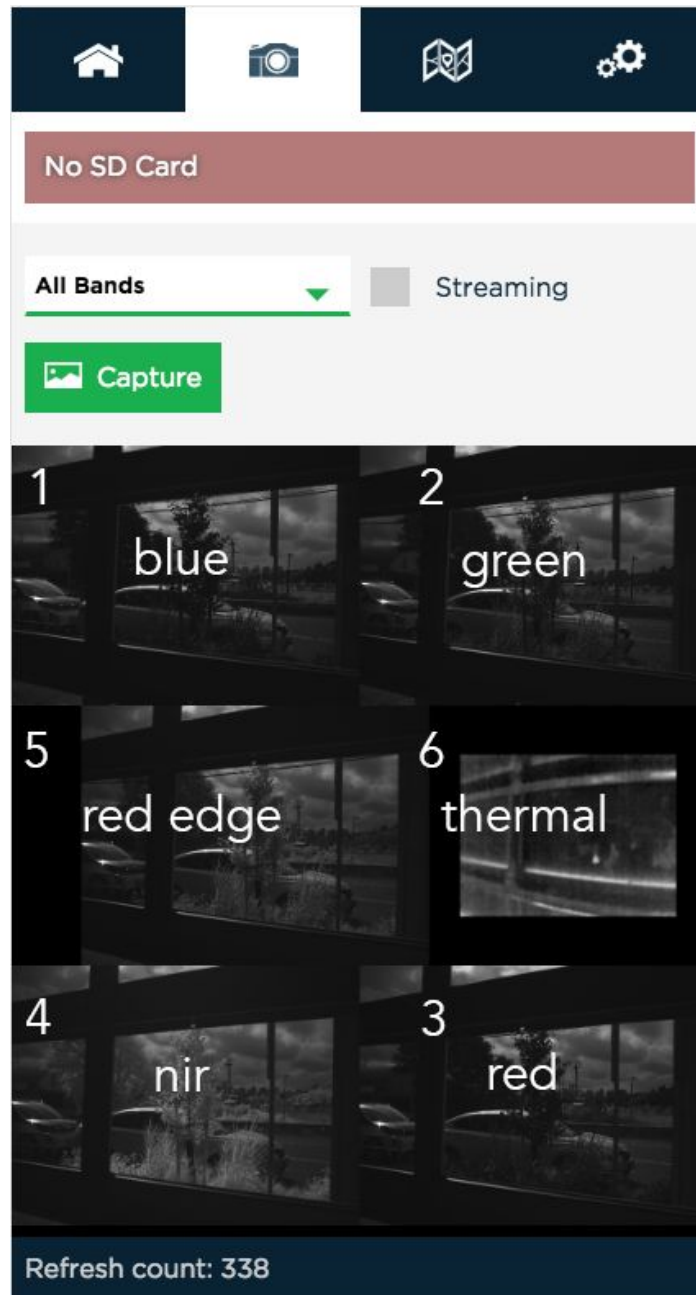 No SD Card
All Bands
Streaming
Capture
1
2
blue
green
5
6
red edge
thermal
4
3
nir
red
Refresh count: 338